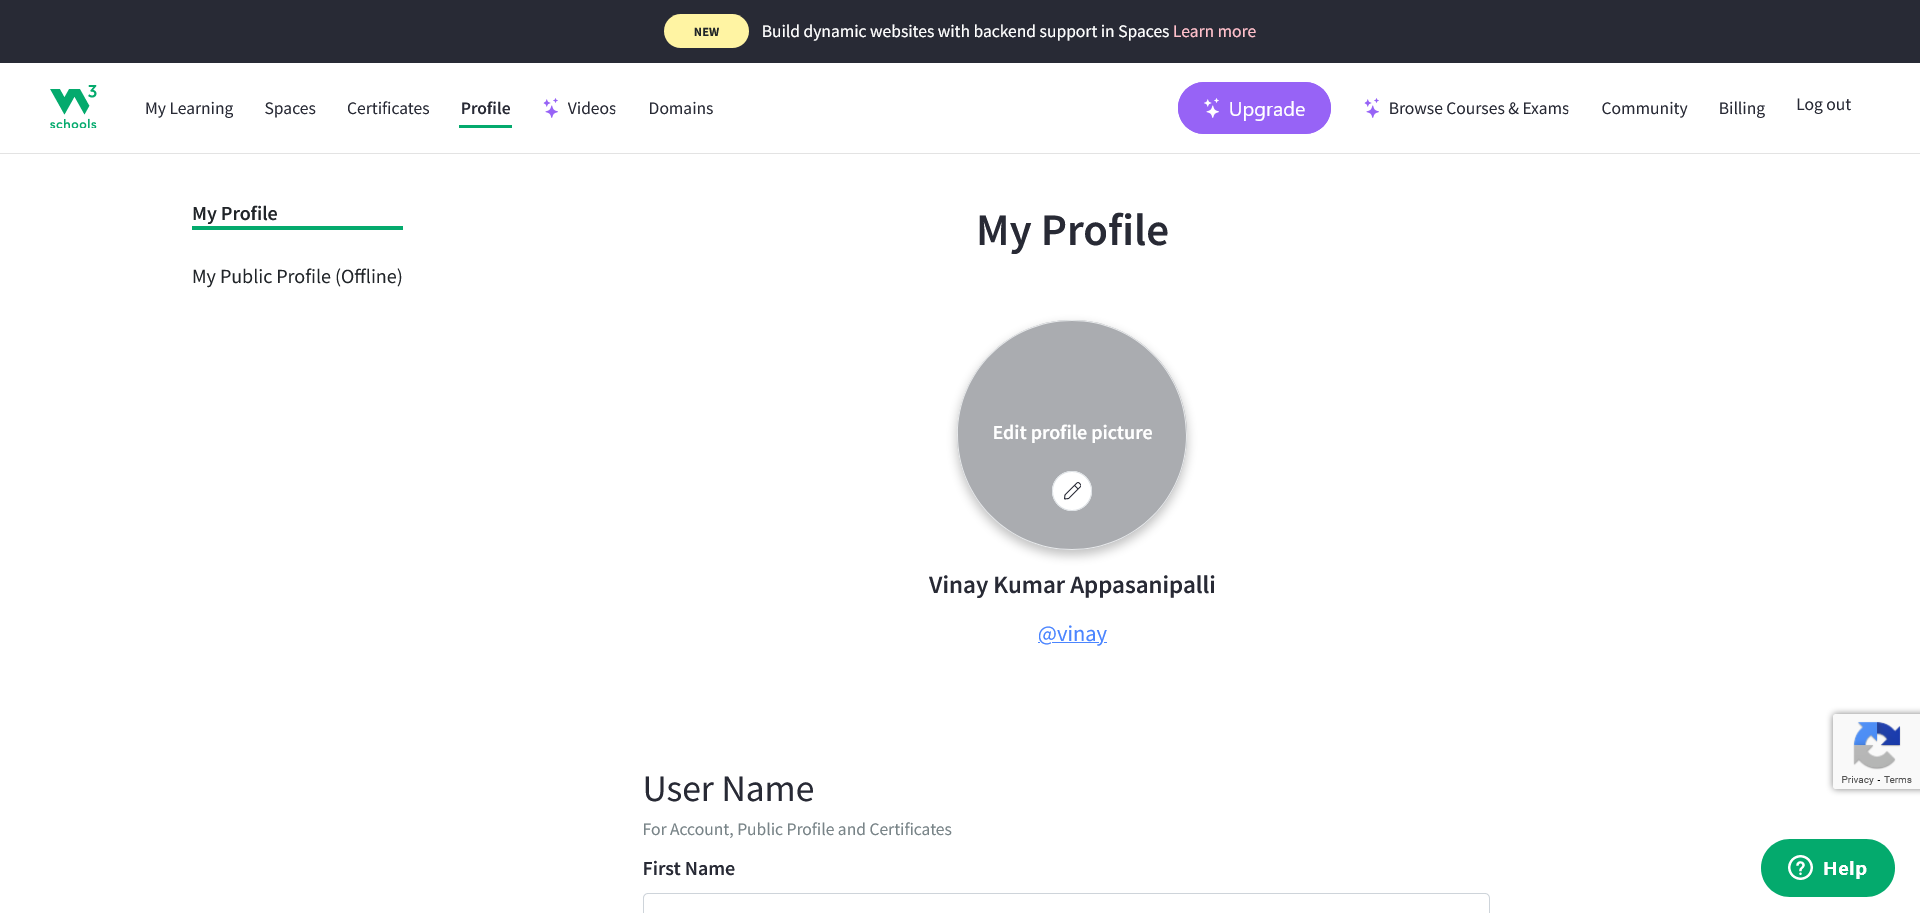 NEW
Build dynamic websites with backend support in Spaces Learn more
W3 schools
My Learning
Spaces
Certificates
Profile
Videos
Domains
Upgrade
Browse Courses & Exams
Community
Billing
Log out
My Profile
My Public Profile (Offline)
My Profile
Edit profile picture
Vinay Kumar Appasanipalli
@vinay
User Name
For Account, Public Profile and Certificates
First Name
Privacy - Terms
Help